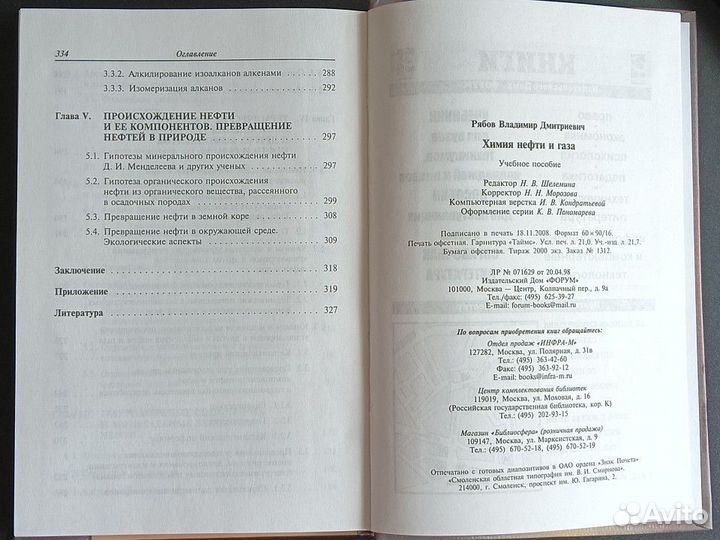 334
Оглавление
3.3.2. Алкилирование изоалканов алкенами . . . . . . . . . . 288
3.3.3. Изомеризация алканов . . . . . . . . . . . . . . . . . . 292
Глава V. ПРОИСХОЖДЕНИЕ НЕФТИ
И ЕЕ КОМПОНЕНТОВ. ПРЕВРАЩЕНИЕ
НЕФТЕЙ В ПРИРОДЕ . . . . . . . . . . . . . . . . . . . 297
5.1. Гипотезы минерального происхождения нефти
Д. И. Менделеева и других ученых . . . . . . . . . . . . . . 297
5.2. Гипотеза органического происхождения
нефти из органического вещества, рассеянного
в осадочных породах . . . . . . . . . . . . . . . . . . . . . 299
5.3. Превращение нефти в земной коре . . . . . . . . . . . . . 308
5.4. Превращение нефти в окружающей среде.
Экологические аспекты . . . . . . . . . . . . . . . . . . . . 309
Заключение . . . . . . . . . . . . . . . . . . . . . . . . . . . 318
Приложение . . . . . . . . . . . . . . . . . . . . . . . . . . . 319
Литература . . . . . . . . . . . . . . . . . . . . . . . . . . . 327
Рябов Владимир Дмитриевич
Химия нефти и газа
Учебное пособие
Редактор Н. В. Шелемина
Корректор Н. Н. Морозова
Компьютерная верстка И. В. Кондратьевой
Оформление серии К. В. Пономарева
Подписано в печать 18.11.2008. Формат 60×90/16.
Печать офсетная. Гарнитура «Таймс». Усл. печ. л. 21,0. Уч.-изд. л. 21,7.
Бумага офсетная. Тираж 2000 экз. Заказ № 1312.
ЛР № 071629 от 20.04.98
Издательский Дом «ФОРУМ»
101000, Москва — Центр, Колпачный пер., д. 9а
Тел./факс: (495) 625-39-27
E-mail: forum-books@mail.ru
По вопросам приобретения книг обращайтесь:
Отдел продаж «ИНФРА-М»
127282, Москва, ул. Полярная, д. 31в
Тел.: (495) 363-42-60
Факс: (495) 363-92-12
E-mail: books@infra-m.ru
Центр комплектования библиотек
119019, Москва, ул. Моховая, д. 16
(Российская государственная библиотека, кор. К)
Тел.: (495) 202-93-15
Магазин «Библиосфера» (розничная продажа)
109147, Москва, ул. Марксистская, д. 9
Тел.: (495) 670-52-18, (495) 670-52-19
Отпечатано с готовых диапозитивов в ОАО ордена «Знак Почета»
«Смоленская областная типография им. В. И. Смирнова».
214000, г. Смоленск, проспект им. Ю. Гагарина, 2.
Avito